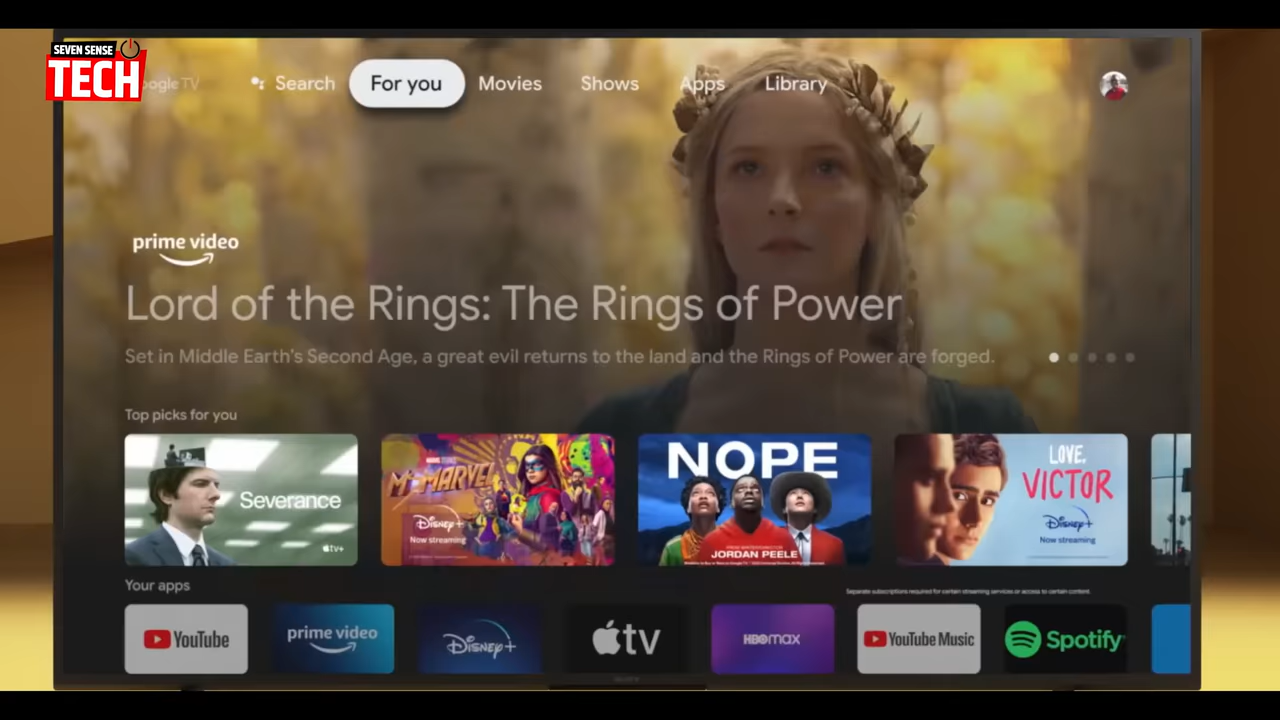 SEVEN SENSE
TECH
ogle TV
Search
For you
Movies
Shows
Apps
Library
prime video
Lord of the Rings: The Rings of Power
Set in Middle Earth's Second Age, a great evil returns to the land and the Rings of Power are forged.
Top picks for you
Severance
tv+
MS. MARVEL
Disney+
Now streaming
NOPE
JORDAN PEELE
LOVE,
VICTOR
Disney+
Now streaming
Your apps
Separate subscriptions required for certain streaming services or access to certain content.
YouTube
prime video
Disney+
tv
HBOmax
YouTube Music
Spotify
SONY